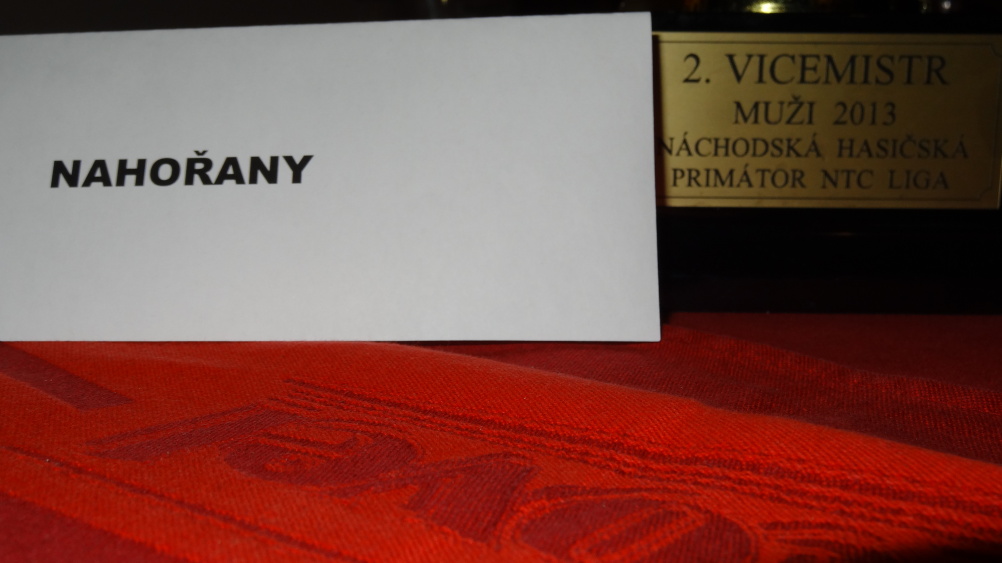 NAHOŘANY
2. VICEMISTR
MUŽI 2013
NÁCHODSKÁ HASIČSKÁ
PRIMÁTOR NTC LIGA